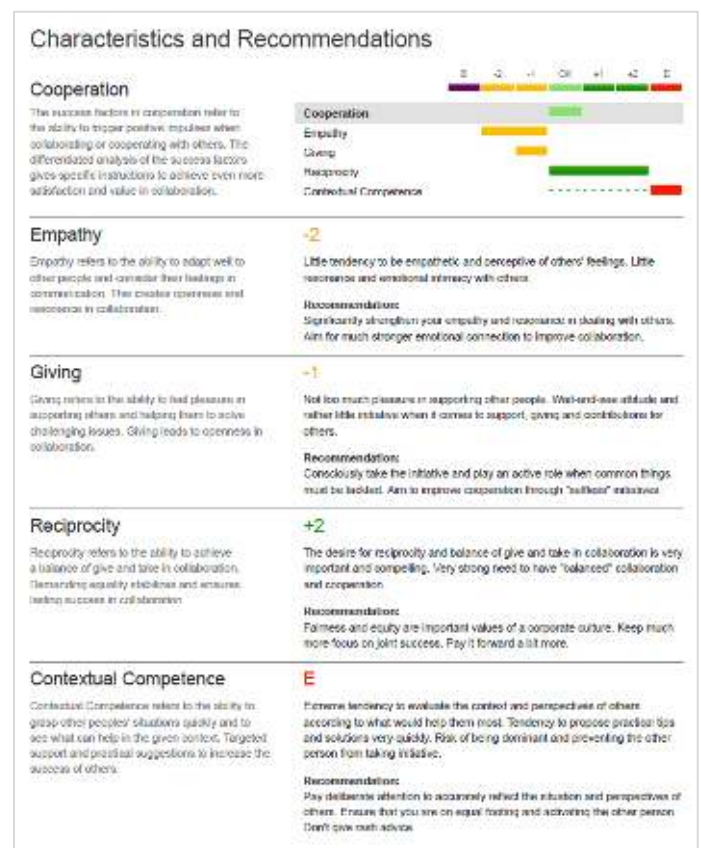 Characteristics and Recommendations
-2 -1 OK +1 +2 E
Cooperation
The success factors in cooperation refer to
the ability to trigger positive impulses when
collaborating or cooperating with others. The
differentiated analysis of the success factors
gives specific instructions to achieve even more
satisfaction and value in collaboration.
Cooperation
Empathy
Giving
Reciprocity
Contextual Competence
Empathy
Empathy refers to the ability to adapt well to
other people and consider their feelings in
communication. This creates openness and
resonance in collaboration.
-2
Little tendency to be empathetic and perceptive of others' feelings. Little
resonance and emotional intimacy with others.
Recommendation:
Significantly strengthen your empathy and resonance in dealing with others.
Aim for much stronger emotional connection to improve collaboration.
Giving
Giving refers to the ability to feel pleasure in
supporting others and helping them to solve
challenging issues. Giving leads to openness in
collaboration.
-1
Not too much pleasure in supporting other people. Wait-and-see attitude and
rather little initiative when it comes to support, giving and contributions for
others.
Recommendation:
Consciously take the initiative and play an active role when common things
must be tackled. Aim to improve cooperation through "selfless" initiatives.
Reciprocity
Reciprocity refers to the ability to achieve
a balance of give and take in collaboration.
Demanding equality stabilises and ensures
lasting success in collaboration.
+2
The desire for reciprocity and balance of give and take in collaboration is very
important and compelling. Very strong need to have "balanced" collaboration
and cooperation.
Recommendation:
Fairness and equity are important values of a corporate culture. Keep much
more focus on joint success. Pay it forward a bit more.
Contextual Competence
Contextual Competence refers to the ability to
grasp other peoples' situations quickly and to
see what can help in the given context. Targeted
support and practical suggestions to increase the
success of others.
E
Extreme tendency to evaluate the context and perspectives of others
according to what would help them most. Tendency to propose practical tips
and solutions very quickly. Risk of being dominant and preventing the other
person from taking initiative.
Recommendation:
Pay deliberate attention to accurately reflect the situation and perspectives of
others. Ensure that you are on equal footing and activating the other person.
Don't give rash advice.